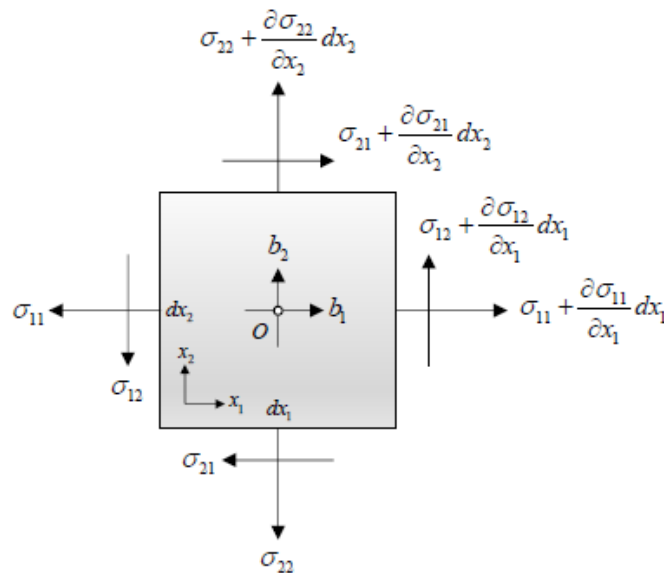 σ₂₂ + ∂σ₂₂/∂x₂ dx₂
σ₂₁ + ∂σ₂₁/∂x₂ dx₂
σ₁₂ + ∂σ₁₂/∂x₁ dx₁
b₂
σ₁₁
dx₂
O
b₁
σ₁₁ + ∂σ₁₁/∂x₁ dx₁
x₂
σ₁₂
x₁
dx₁
σ₂₁
σ₂₂